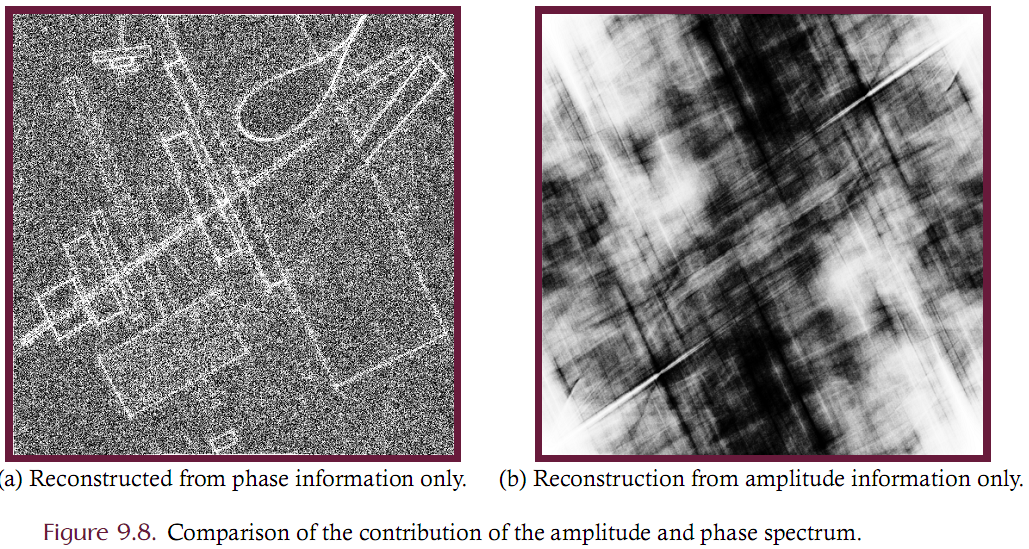 (a) Reconstructed from phase information only.
(b) Reconstruction from amplitude information only.
Figure 9.8. Comparison of the contribution of the amplitude and phase spectrum.